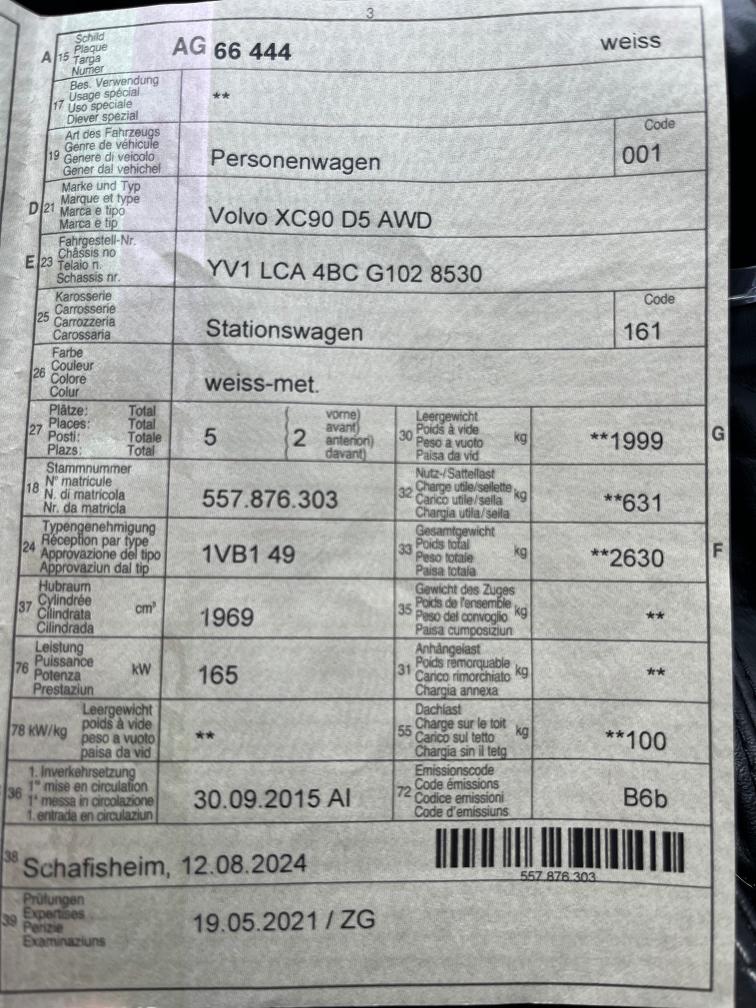 3
A 15 Schild AG 66 444 weiss
Plaque
Targa
Numer
17 Bes. Verwendung **
Usage spécial
Uso speciale
Diever spezial
19 Art des Fahrzeugs Personenwagen Code 001
Genre de véhicule
Genere di veicolo
Gener dal vehichel
D 21 Marke und Typ Volvo XC90 D5 AWD
Marque et type
Marca e tipo
Marca e tip
E 23 Fahrgestell-Nr. YV1 LCA 4BC G102 8530
Châssis no
Telaio n.
Schassis nr.
25 Karosserie Stationswagen Code 161
Carrosserie
Carrozzeria
Carossaria
26 Farbe weiss-met.
Couleur
Colore
Colur
27 Plätze: Total 5 ( 2 vorne)
Places: Total avant)
Posti: Totale anteriori)
Plazs: Total davant)
30 Leergewicht kg **1999 G
Poids à vide
Peso a vuoto
Paisa da vid
18 Stammnummer 557.876.303
N° matricule
N. di matricola
Nr. da matricla
32 Nutz-/Sattellast kg **631
Charge utile/sellette
Carico utile/sella
Chargia utila/sella
24 Typengenehmigung 1VB1 49
Réception par type
Approvazione del tipo
Approvaziun dal tip
33 Gesamtgewicht kg **2630 F
Poids total
Peso totale
Paisa totala
37 Hubraum cm³ 1969
Cylindrée
Cilindrata
Cilindrada
35 Gewicht des Zuges kg **
Poids de l'ensemble
Peso del convoglio
Paisa cumposiziun
76 Leistung kW 165
Puissance
Potenza
Prestaziun
31 Anhängelast kg **
Poids remorquable
Carico rimorchiato
Chargia annexa
78 kW/kg Leergewicht **
poids à vide
peso a vuoto
paisa da vid
55 Dachlast kg **100
Charge sur le toit
Carico sul tetto
Chargia sin il tetg
36 1. Inverkehrsetzung 30.09.2015 AI
1re mise en circulation
1a messa in circolazione
1. entrada en circulaziun
72 Emissionscode B6b
Code émissions
Codice emissioni
Code d'emissiuns
38 Schafisheim, 12.08.2024
557.876.303
39 Prüfungen 19.05.2021 / ZG
Expertises
Perizie
Examinaziuns